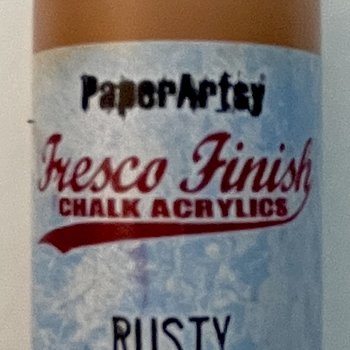 PaperArtsy
Fresco Finish
CHALK ACRYLICS
RUSTY